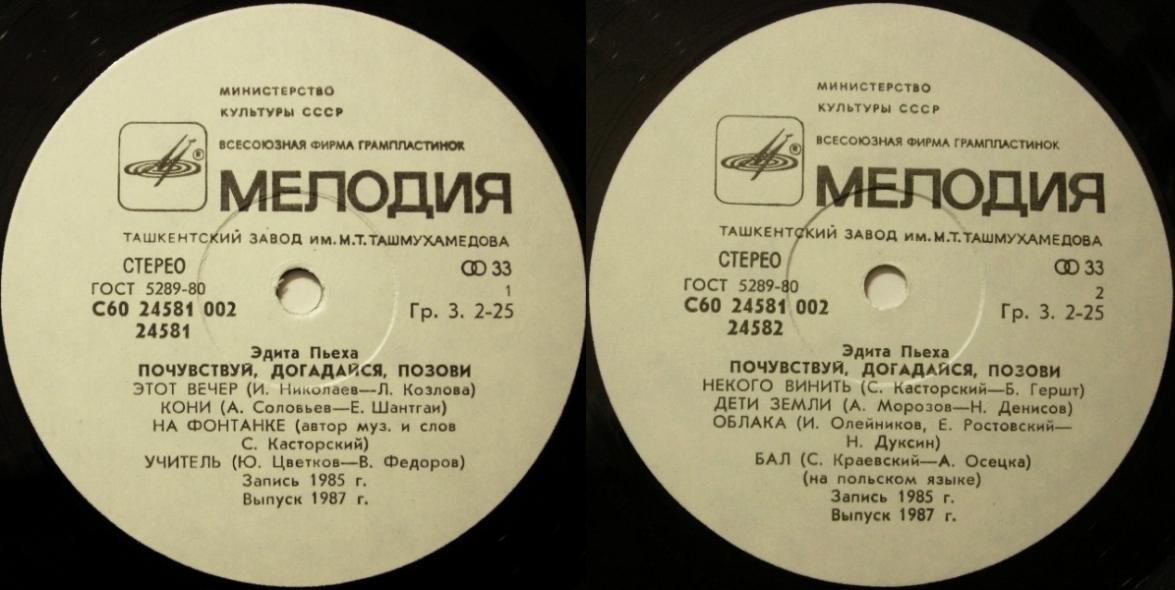 МИНИСТЕРСТВО
КУЛЬТУРЫ СССР
ВСЕСОЮЗНАЯ ФИРМА ГРАМПЛАСТИНОК
®
МЕЛОДИЯ
ТАШКЕНТСКИЙ ЗАВОД ИМ. М.Т. ТАШМУХАМЕДОВА
СТЕРЕО 33
ГОСТ 5289-80 1
С60 24581 002 Гр. 3. 2-25
24581
Эдита Пьеха
ПОЧУВСТВУЙ, ДОГАДАЙСЯ, ПОЗОВИ
ЭТОТ ВЕЧЕР (И. Николаев—Л. Козлова)
КОНИ (А. Соловьев—Е. Шантгаи)
НА ФОНТАНКЕ (автор муз. и слов
С. Касторский)
УЧИТЕЛЬ (Ю. Цветков—В. Федоров)
Запись 1985 г.
Выпуск 1987 г.
МИНИСТЕРСТВО
КУЛЬТУРЫ СССР
ВСЕСОЮЗНАЯ ФИРМА ГРАМПЛАСТИНОК
®
МЕЛОДИЯ
ТАШКЕНТСКИЙ ЗАВОД ИМ. М.Т. ТАШМУХАМЕДОВА
СТЕРЕО 33
ГОСТ 5289-80 2
С60 24581 002 Гр. 3. 2-25
24582
Эдита Пьеха
ПОЧУВСТВУЙ, ДОГАДАЙСЯ, ПОЗОВИ
НЕКОГО ВИНИТЬ (С. Касторский—Б. Гершт)
ДЕТИ ЗЕМЛИ (А. Морозов—Н. Денисов)
ОБЛАКА (И. Олейников, Е. Ростовский—
Н. Дуксин)
БАЛ (С. Краевский—А. Осецка)
(на польском языке)
Запись 1985 г.
Выпуск 1987 г.